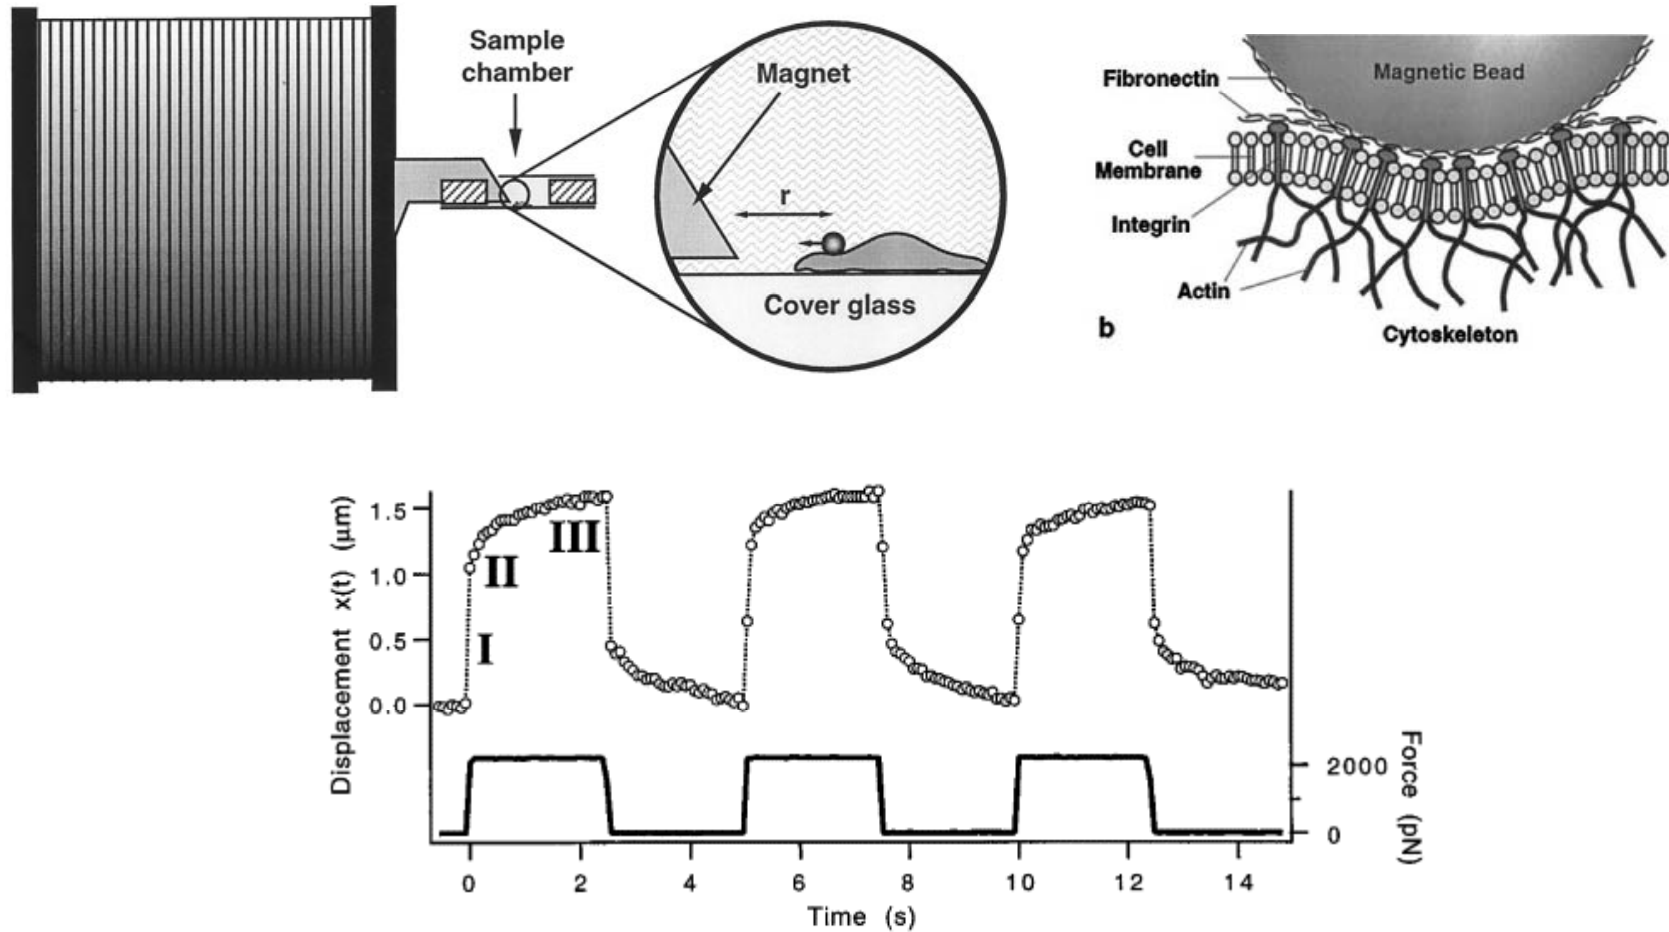 Sample
chamber
Magnet
r
Cover glass
Fibronectin
Magnetic Bead
Cell
Membrane
Integrin
Actin
b
Cytoskeleton
Displacement x(t) (μm)
1.5
1.0
0.5
0.0
I
II
III
2000
0
Force (pN)
0 2 4 6 8 10 12 14
Time (s)